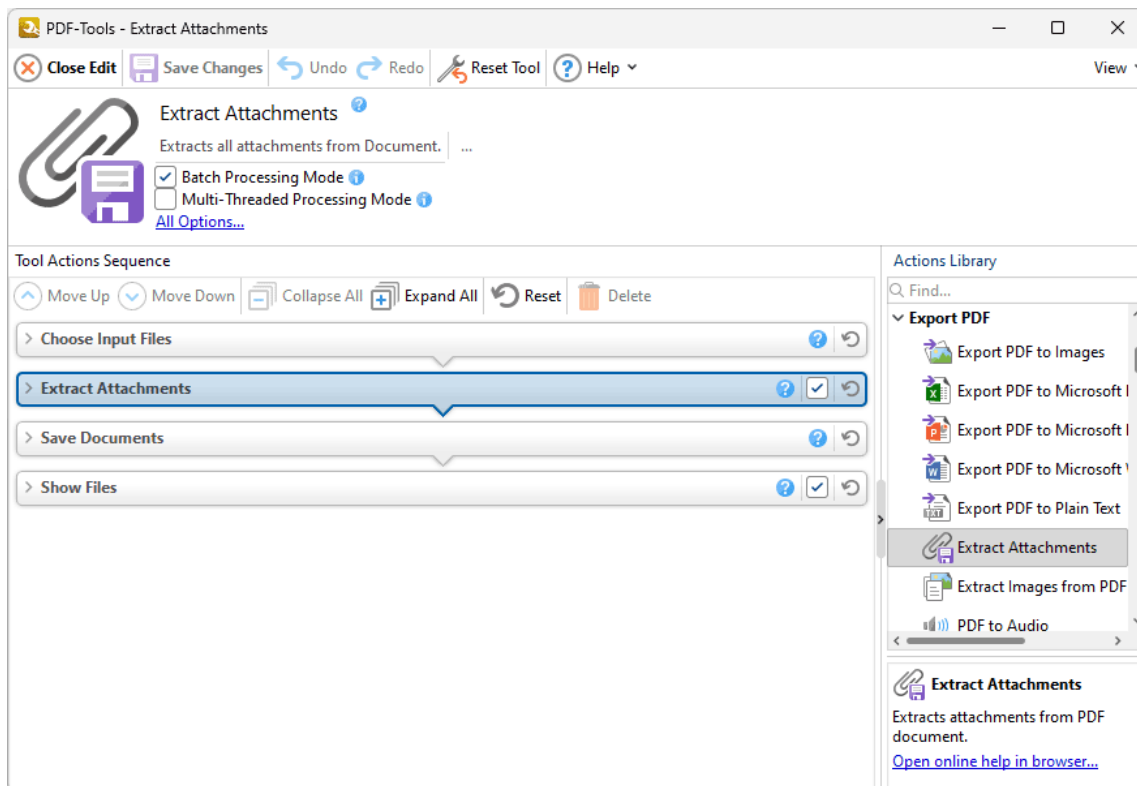 PDF-Tools - Extract Attachments
Close Edit Save Changes Undo Redo Reset Tool ? Help View
Extract Attachments ?
Extracts all attachments from Document. ...
Batch Processing Mode i
Multi-Threaded Processing Mode i
All Options...
Tool Actions Sequence
Move Up Move Down Collapse All Expand All Reset Delete
Choose Input Files ?
Extract Attachments ?
Save Documents ?
Show Files ?
Actions Library
Find...
Export PDF
Export PDF to Images
Export PDF to Microsoft
Export PDF to Microsoft
Export PDF to Microsoft
TXT Export PDF to Plain Text
Extract Attachments
Extract Images from PDF
PDF to Audio
Extract Attachments
Extracts attachments from PDF
document.
Open online help in browser...